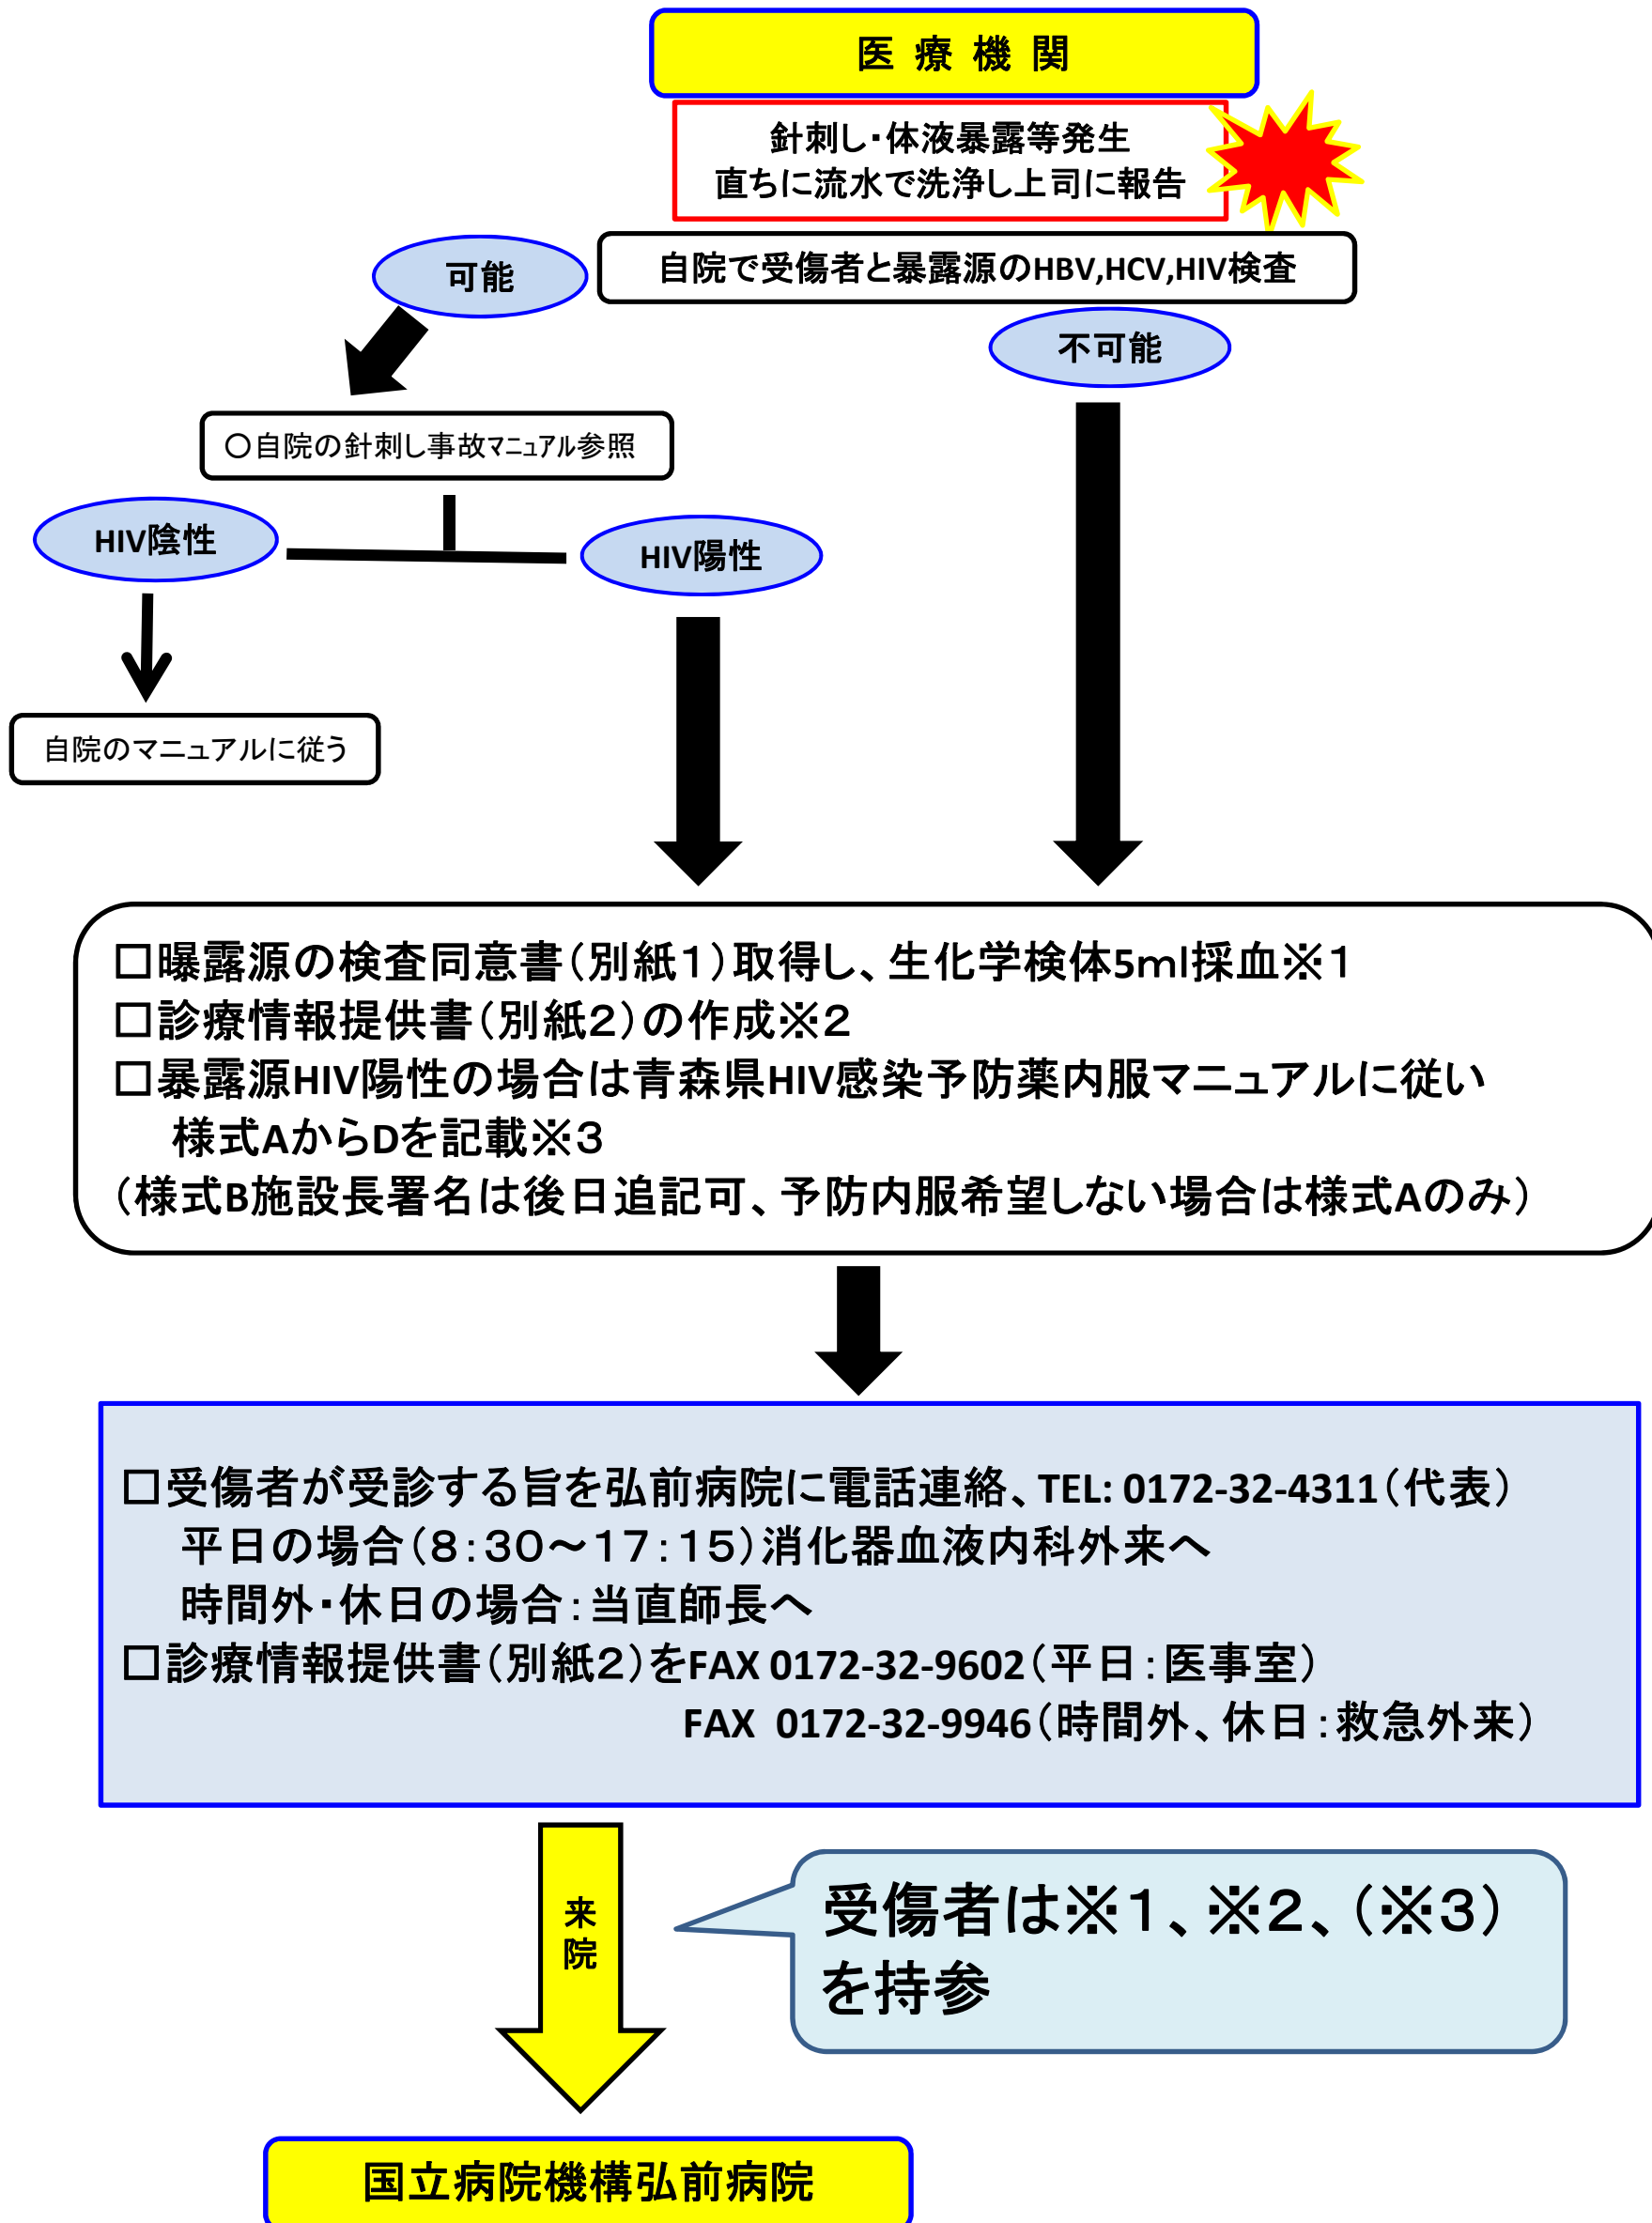 医 療 機 関
針刺し・体液暴露等発生
直ちに流水で洗浄し上司に報告
自院で受傷者と暴露源のHBV,HCV,HIV検査
可能
不可能
○自院の針刺し事故ﾏﾆｭｱﾙ参照
HIV陰性
HIV陽性
自院のマニュアルに従う
□曝露源の検査同意書（別紙１）取得し、生化学検体5ｍｌ採血※１
□診療情報提供書（別紙２）の作成※２
□暴露源HIV陽性の場合は青森県HIV感染予防薬内服マニュアルに従い
様式AからDを記載※３
（様式B施設長署名は後日追記可、予防内服希望しない場合は様式Aのみ）
□受傷者が受診する旨を弘前病院に電話連絡、TEL: 0172-32-4311（代表）
平日の場合（８：３０～１７：１５）消化器血液内科外来へ
時間外・休日の場合：当直師長へ
□診療情報提供書（別紙２）をFAX 0172-32-9602（平日：医事室）
FAX 0172-32-9946（時間外、休日：救急外来）
来
院
受傷者は※１、※２、（※３）
を持参
国立病院機構弘前病院